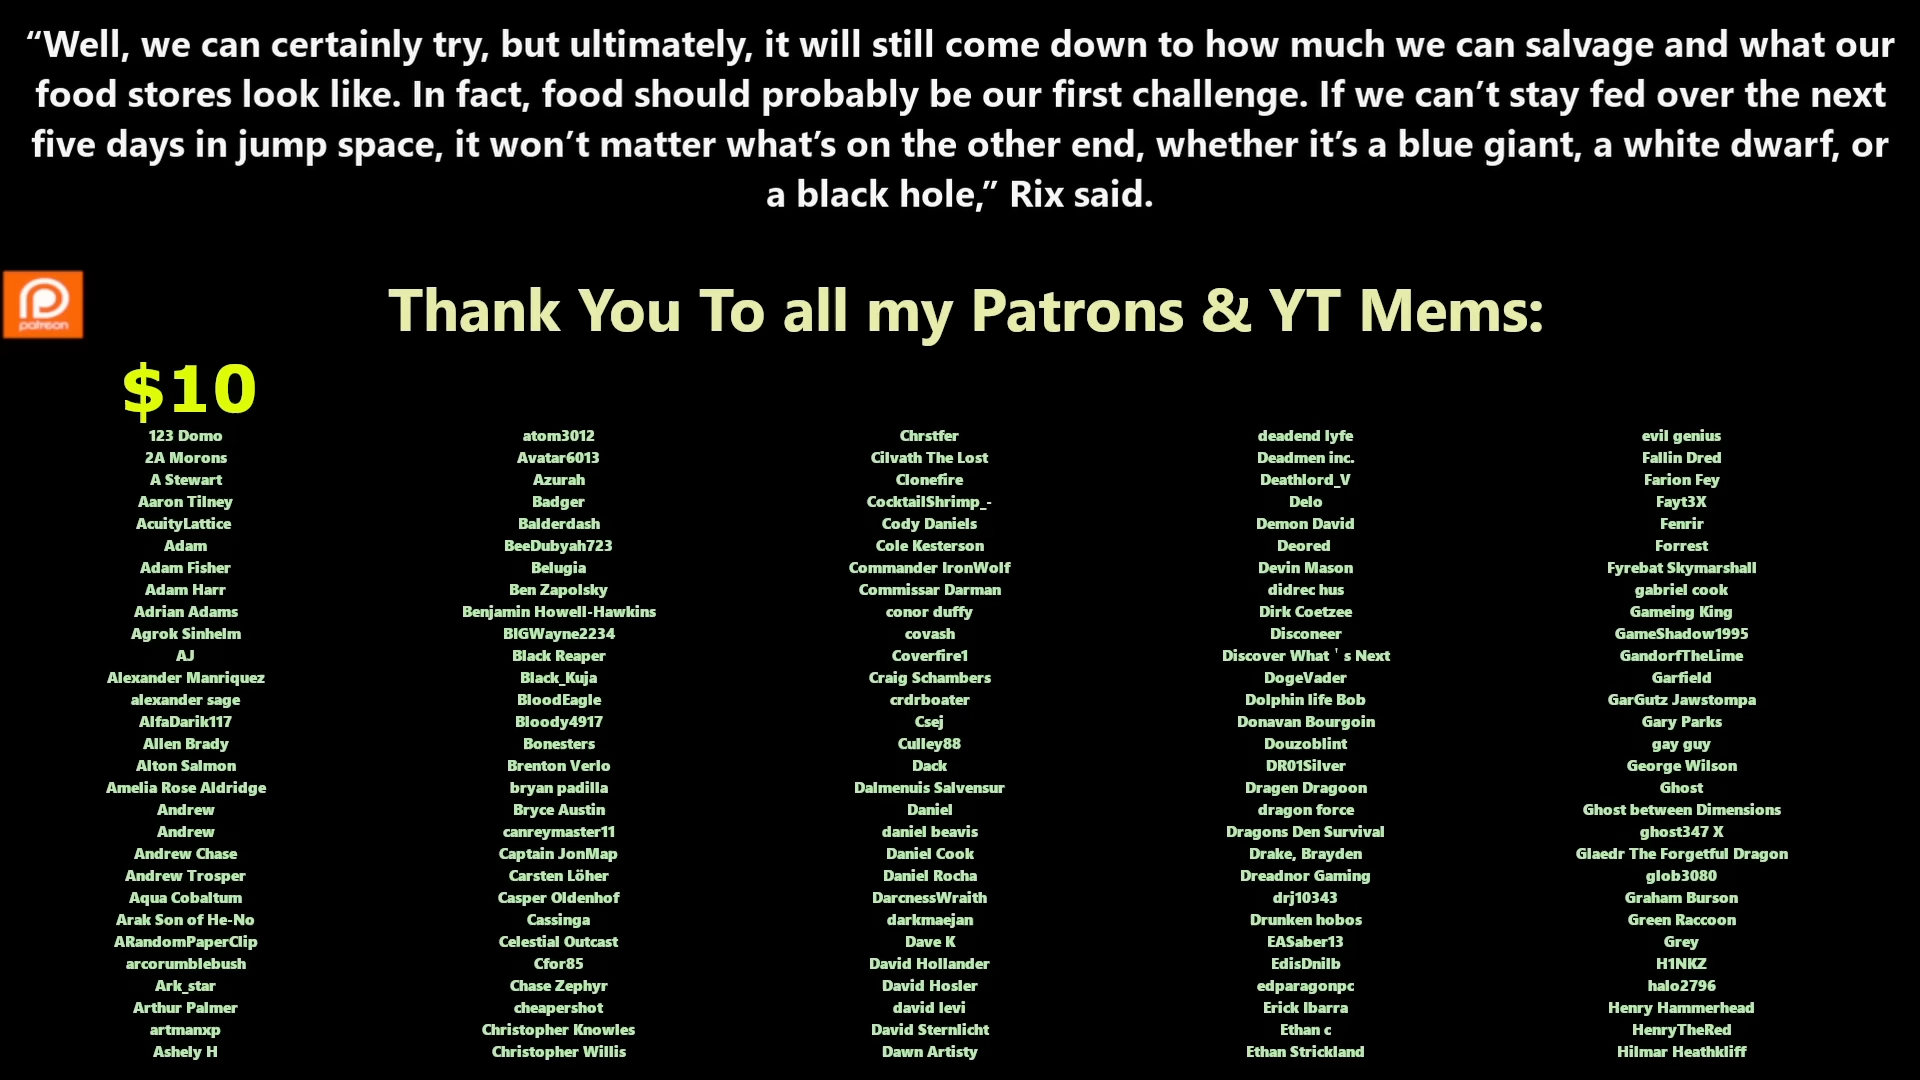 “Well, we can certainly try, but ultimately, it will still come down to how much we can salvage and what our
food stores look like. In fact, food should probably be our first challenge. If we can’t stay fed over the next
five days in jump space, it won’t matter what’s on the other end, whether it’s a blue giant, a white dwarf, or
a black hole,” Rix said.
patreon
Thank You To all my Patrons & YT Mems:
$10
123 Domo
2A Morons
A Stewart
Aaron Tilney
AcuityLattice
Adam
Adam Fisher
Adam Harr
Adrian Adams
Agrok Sinhelm
AJ
Alexander Manriquez
alexander sage
AlfaDarik117
Allen Brady
Alton Salmon
Amelia Rose Aldridge
Andrew
Andrew
Andrew Chase
Andrew Trosper
Aqua Cobaltum
Arak Son of He-No
ARandomPaperClip
arcorumblebush
Ark_star
Arthur Palmer
artmanxp
Ashely H
atom3012
Avatar6013
Azurah
Badger
Balderdash
BeeDubyah723
Belugia
Ben Zapolsky
Benjamin Howell-Hawkins
BIGWayne2234
Black Reaper
Black_Kuja
BloodEagle
Bloody4917
Bonesters
Brenton Verlo
bryan padilla
Bryce Austin
canreymaster11
Captain JonMap
Carsten Löher
Casper Oldenhof
Cassinga
Celestial Outcast
Cfor85
Chase Zephyr
cheapershot
Christopher Knowles
Christopher Willis
Chrstfer
Cilvath The Lost
Clonefire
CocktailShrimp_-
Cody Daniels
Cole Kesterson
Commander IronWolf
Commissar Darman
conor duffy
covash
Coverfire1
Craig Schambers
crdrboater
Csej
Culley88
Dack
Dalmenuis Salvensur
Daniel
daniel beavis
Daniel Cook
Daniel Rocha
DarcnessWraith
darkmaejan
Dave K
David Hollander
David Hosler
david levi
David Sternlicht
Dawn Artisty
deadend lyfe
Deadmen inc.
Deathlord_V
Delo
Demon David
Deored
Devin Mason
didrec hus
Dirk Coetzee
Disconeer
Discover What ' s Next
DogeVader
Dolphin life Bob
Donavan Bourgoin
Douzoblint
DR01Silver
Dragen Dragoon
dragon force
Dragons Den Survival
Drake, Brayden
Dreadnor Gaming
drj10343
Drunken hobos
EASaber13
EdisDnilb
edparagonpc
Erick Ibarra
Ethan c
Ethan Strickland
evil genius
Fallin Dred
Farion Fey
Fayt3X
Fenrir
Forrest
Fyrebat Skymarshall
gabriel cook
Gameing King
GameShadow1995
GandorfTheLime
Garfield
GarGutz Jawstompa
Gary Parks
gay guy
George Wilson
Ghost
Ghost between Dimensions
ghost347 X
Glaedr The Forgetful Dragon
glob3080
Graham Burson
Green Raccoon
Grey
H1NKZ
halo2796
Henry Hammerhead
HenryTheRed
Hilmar Heathkliff